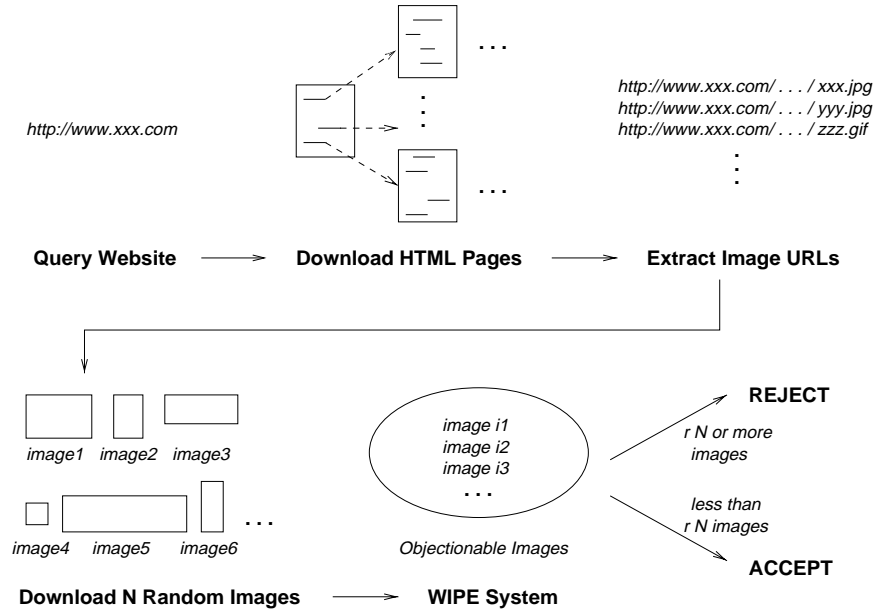 http://www.xxx.com
. . .
. . .
http://www.xxx.com/ . . . / xxx.jpg
http://www.xxx.com/ . . . / yyy.jpg
http://www.xxx.com/ . . . / zzz.gif
Query Website
Download HTML Pages
Extract Image URLs
image1
image2
image3
image4
image5
image6
. . .
Download N Random Images
image i1
image i2
image i3
. . .
Objectionable Images
WIPE System
REJECT
r N or more
images
less than
r N images
ACCEPT